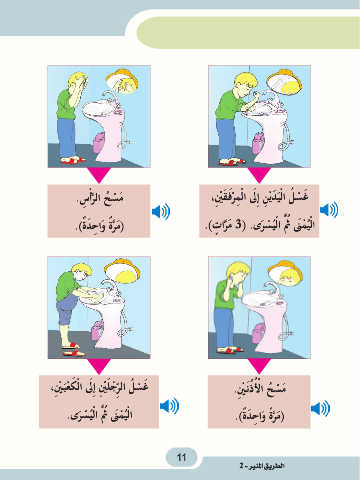 غَسْلُ الْيَدَيْنِ إِلَى الْمِرْفَقَيْنِ،
الْيُمْنَى ثُمَّ الْيُسْرَى. (3 مَرَّاتٍ).
مَسْحُ الرَّأْسِ.
(مَرَّةً وَاحِدَةً).
مَسْحُ الْأُذُنَيْنِ.
(مَرَّةً وَاحِدَةً).
غَسْلُ الرِّجْلَيْنِ إِلَى الْكَعْبَيْنِ،
الْيُمْنَى ثُمَّ الْيُسْرَى.
11
الطريق المنير - 2